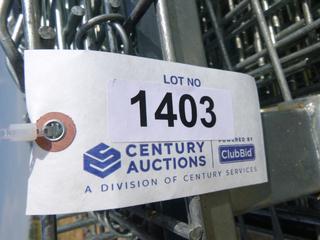 LOT NO
1403
CENTURY
AUCTIONS
POWERED BY
ClubBid
A DIVISION OF CENTURY SERVICES